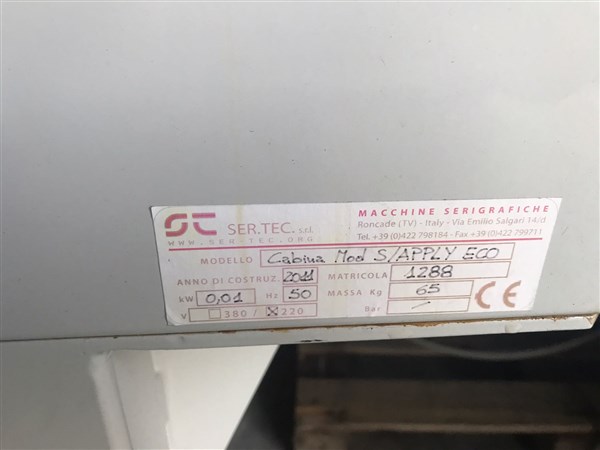 SC SER.TEC. s.r.l.
WWW.SER-TEC.ORG
MACCHINE SERIGRAFICHE
Roncade (TV) - Italy - Via Emilio Salgari 14/d
Tel. +39 (0)422 798184 - Fax +39 (0)422 799711
MODELLO Cabina Mod S/APPLY ECO
ANNO DI COSTRUZ. 2011 MATRICOLA 1288
kW 0,01 Hz 50 MASSA Kg 65
V 380 / 220 Bar /
CE